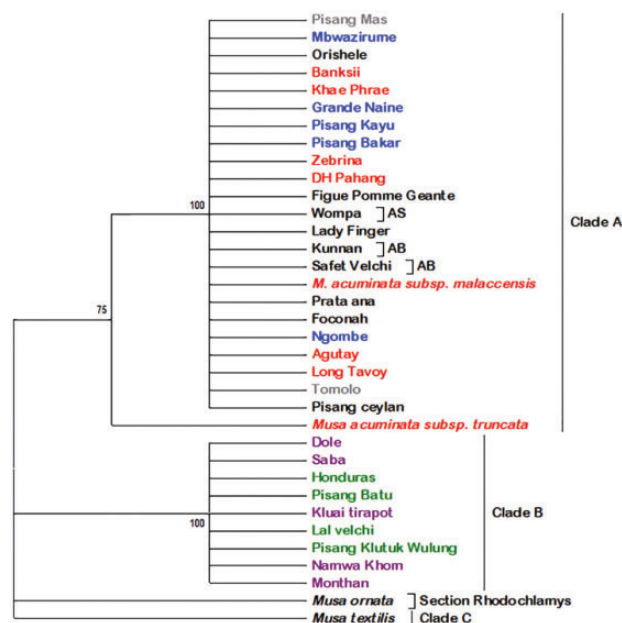 Pisang Mas
Mbwazirume
Orishele
Banksii
Khae Phrae
Grande Naine
Pisang Kayu
Pisang Bakar
Zebrina
DH Pahang
Figue Pomme Geante
100
Wompa ] AS
Clade A
Lady Finger
Kunnan ] AB
Safet Velchi ] AB
M. acuminata subsp. malaccensis
Prata ana
75
Foconah
Ngombe
Agutay
Long Tavoy
Tomolo
Pisang ceylan
Musa acuminata subsp. truncata
Dole
Saba
Honduras
Pisang Batu
Kluai tirapot
Clade B
100
Lal velchi
Pisang Klutuk Wulung
Namwa Khom
Monthan
Musa ornata ] Section Rhodochlamys
Musa textilis | Clade C